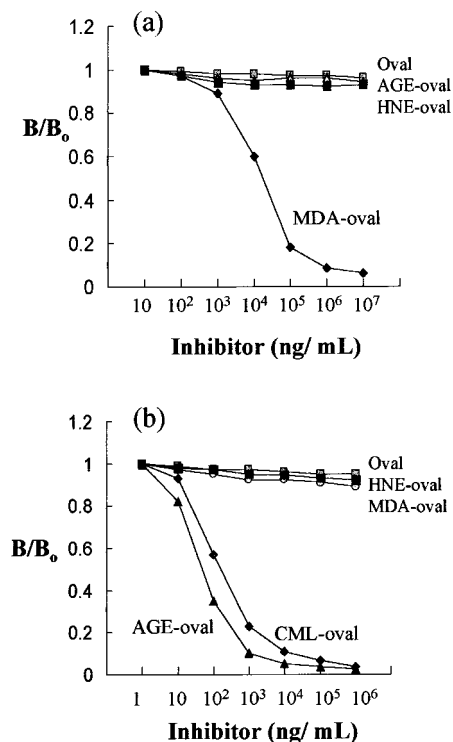 (a)
1.2
1
0.8
0.6
0.4
0.2
0
B/Bo
Oval
AGE-oval
HNE-oval
MDA-oval
10 10² 10³ 10⁴ 10⁵ 10⁶ 10⁷
Inhibitor (ng/ mL)
(b)
1.2
1
0.8
0.6
0.4
0.2
0
B/Bo
Oval
HNE-oval
MDA-oval
AGE-oval
CML-oval
1 10 10² 10³ 10⁴ 10⁵ 10⁶
Inhibitor (ng/ mL)